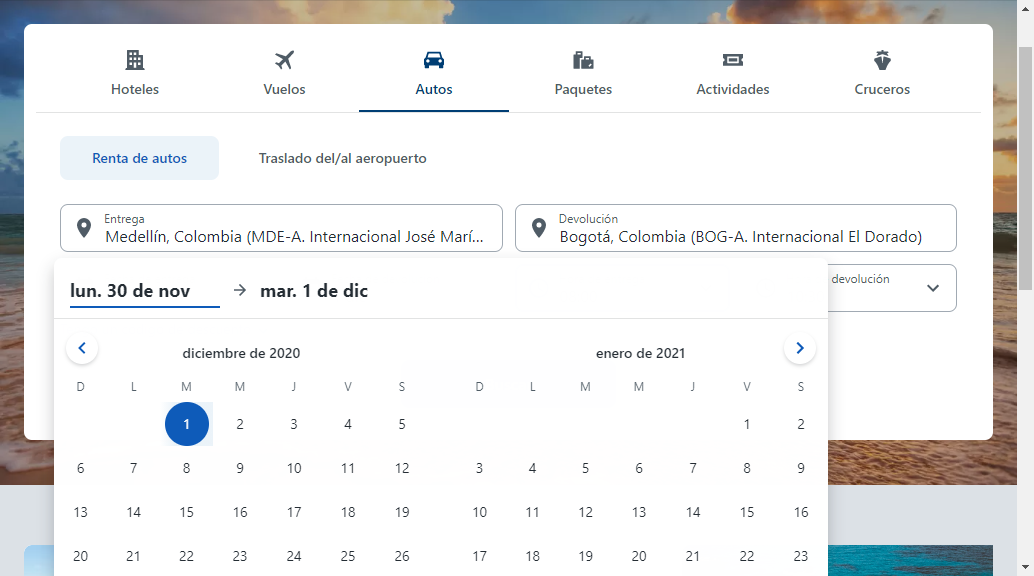 Hoteles Vuelos Autos Paquetes Actividades Cruceros
Renta de autos Traslado del/al aeropuerto
Entrega Devolución
Medellín, Colombia (MDE-A. Internacional José Marí... Bogotá, Colombia (BOG-A. Internacional El Dorado)
devolución
lun. 30 de nov → mar. 1 de dic
diciembre de 2020 enero de 2021
D L M M J V S D L M M J V S
1 2 3 4 5 1 2
6 7 8 9 10 11 12 3 4 5 6 7 8 9
13 14 15 16 17 18 19 10 11 12 13 14 15 16
20 21 22 23 24 25 26 17 18 19 20 21 22 23